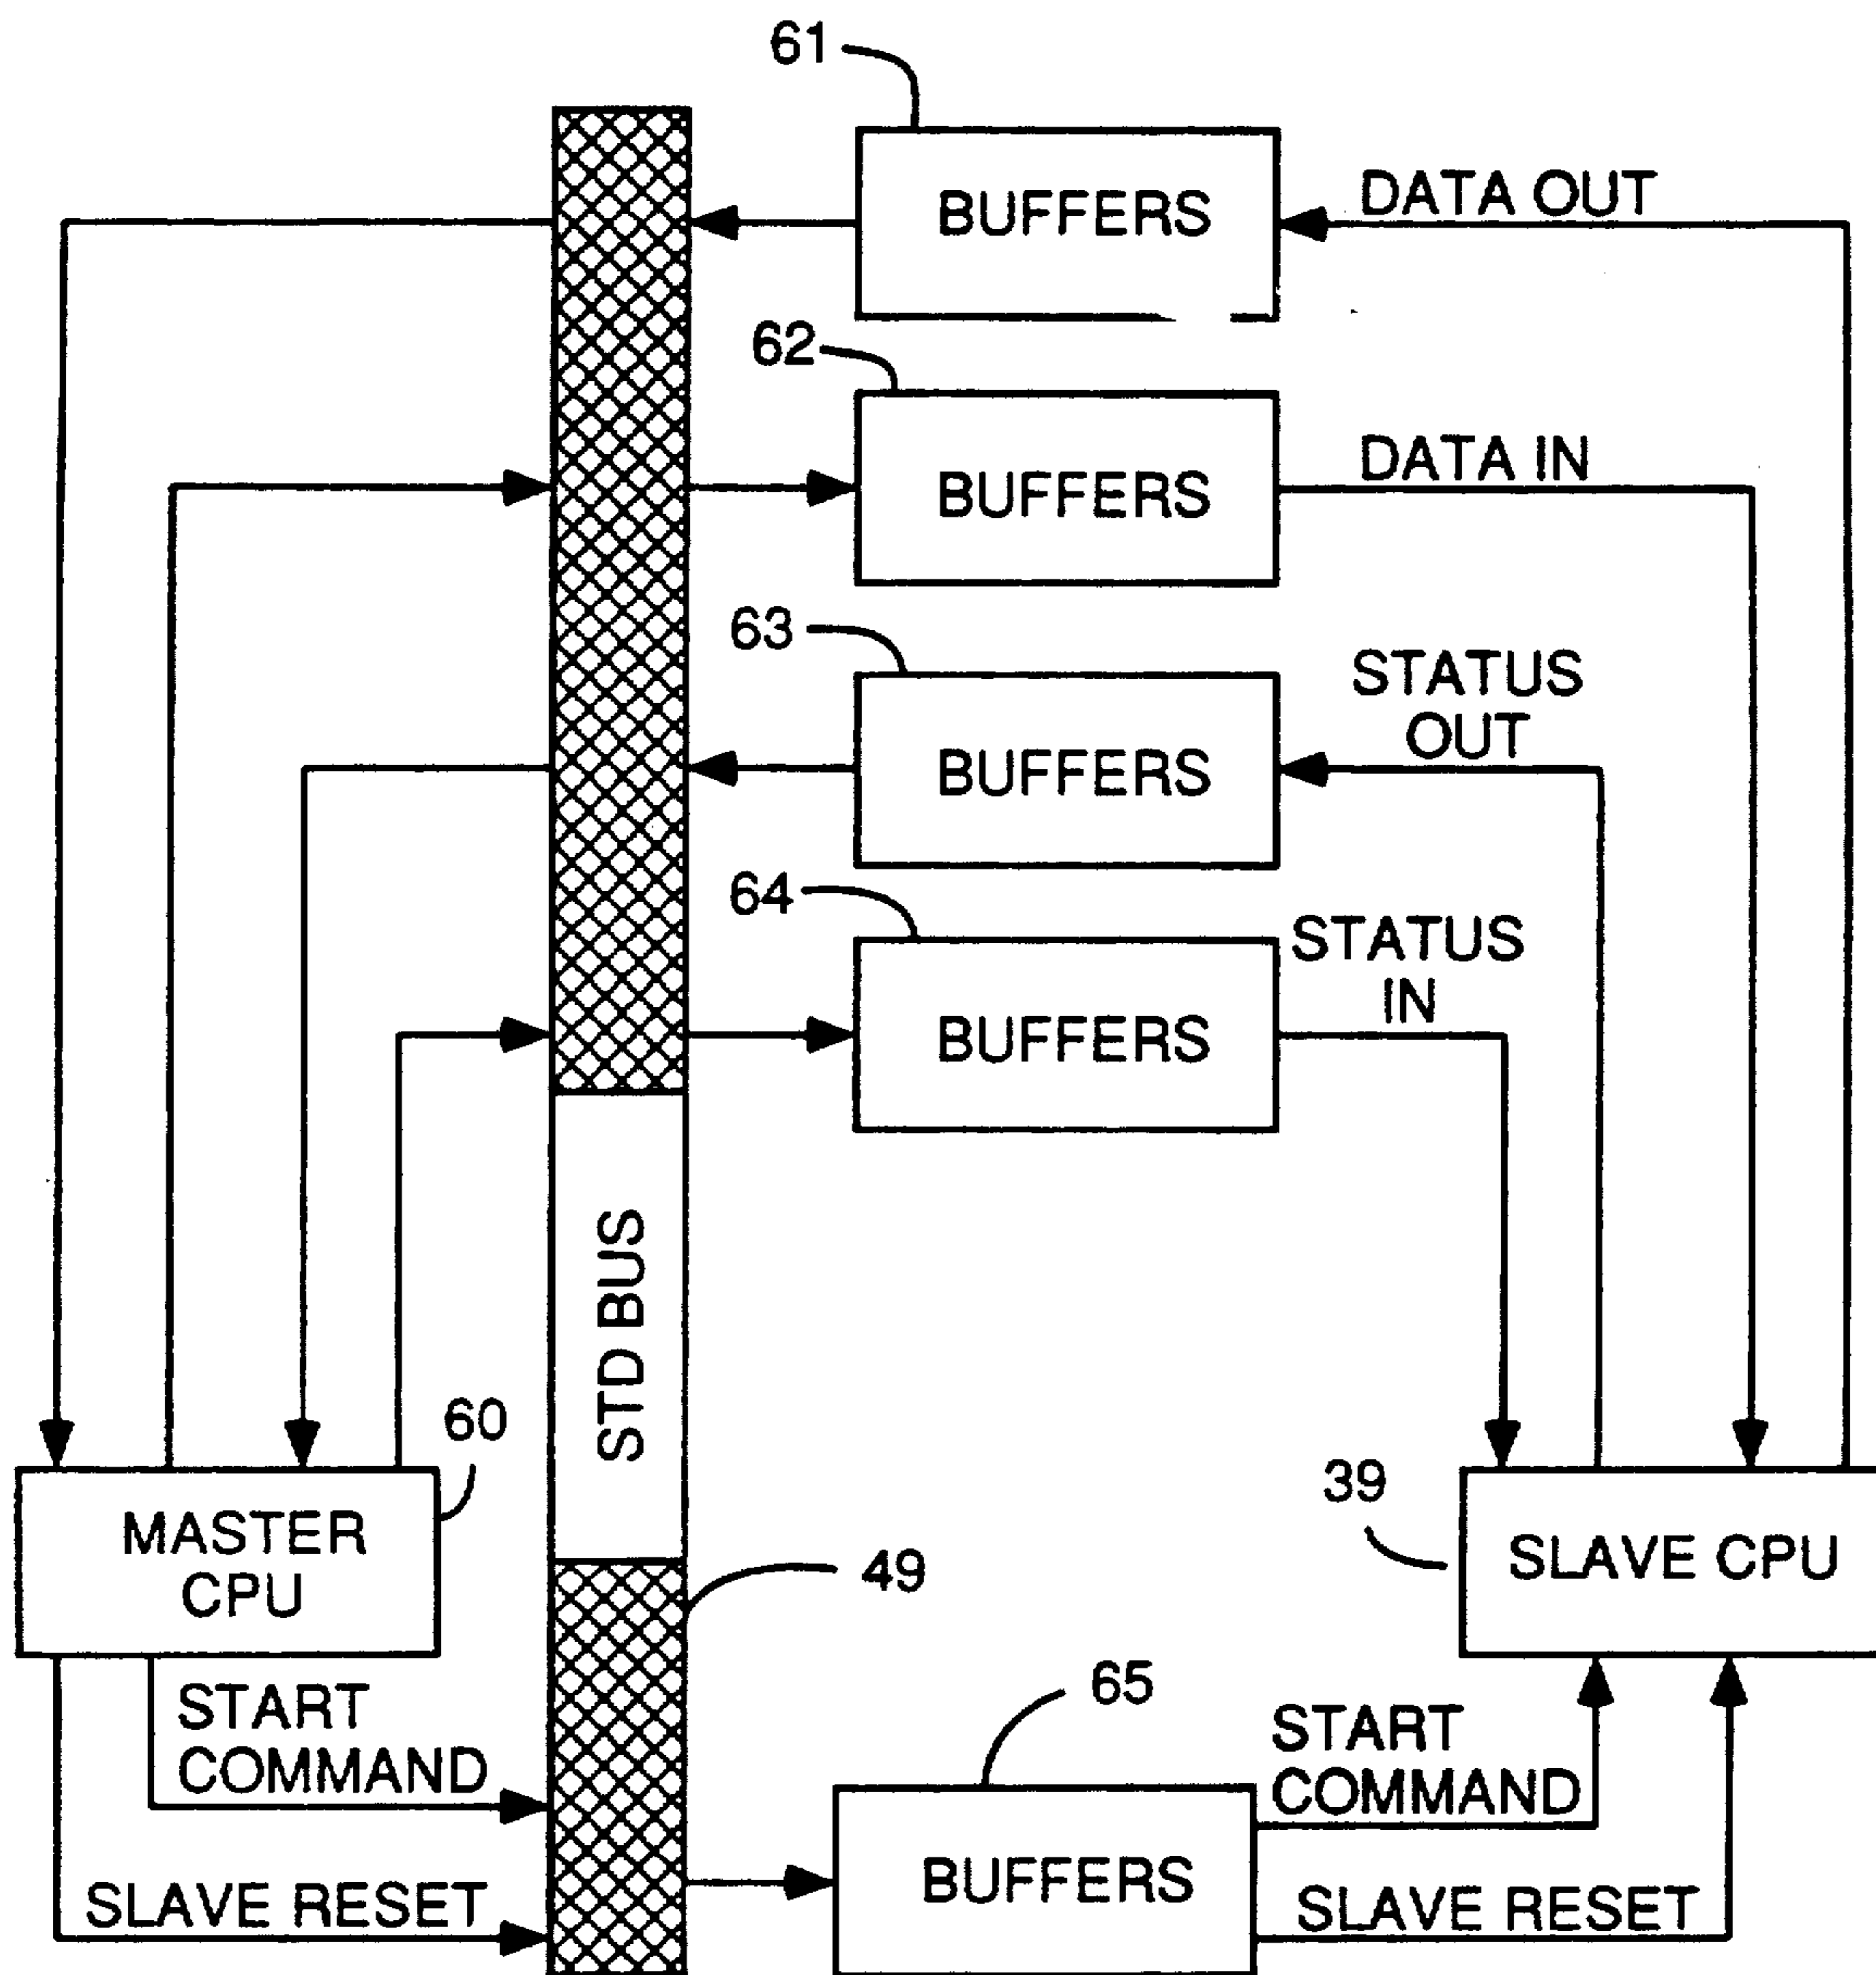 61
BUFFERS
DATA OUT
62
BUFFERS
DATA IN
63
BUFFERS
STATUS
OUT
64
BUFFERS
STATUS
IN
STD BUS
60
MASTER
CPU
39
SLAVE CPU
49
START
COMMAND
SLAVE RESET
65
BUFFERS
START
COMMAND
SLAVE RESET